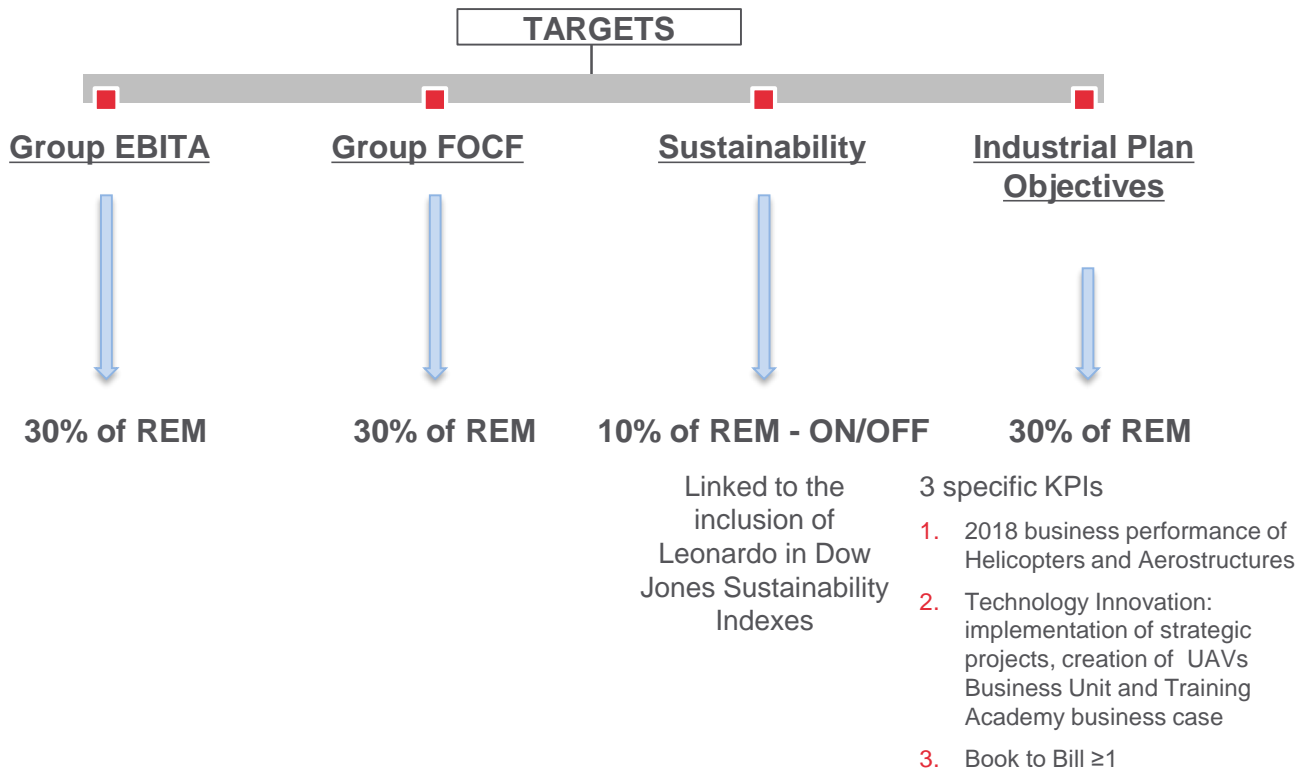 TARGETS
Group EBITA
Group FOCF
Sustainability
Industrial Plan
Objectives
30% of REM
30% of REM
10% of REM - ON/OFF
30% of REM
Linked to the
inclusion of
Leonardo in Dow
Jones Sustainability
Indexes
3 specific KPIs
1. 2018 business performance of
Helicopters and Aerostructures
2. Technology Innovation:
implementation of strategic
projects, creation of UAVs
Business Unit and Training
Academy business case
3. Book to Bill ≥1